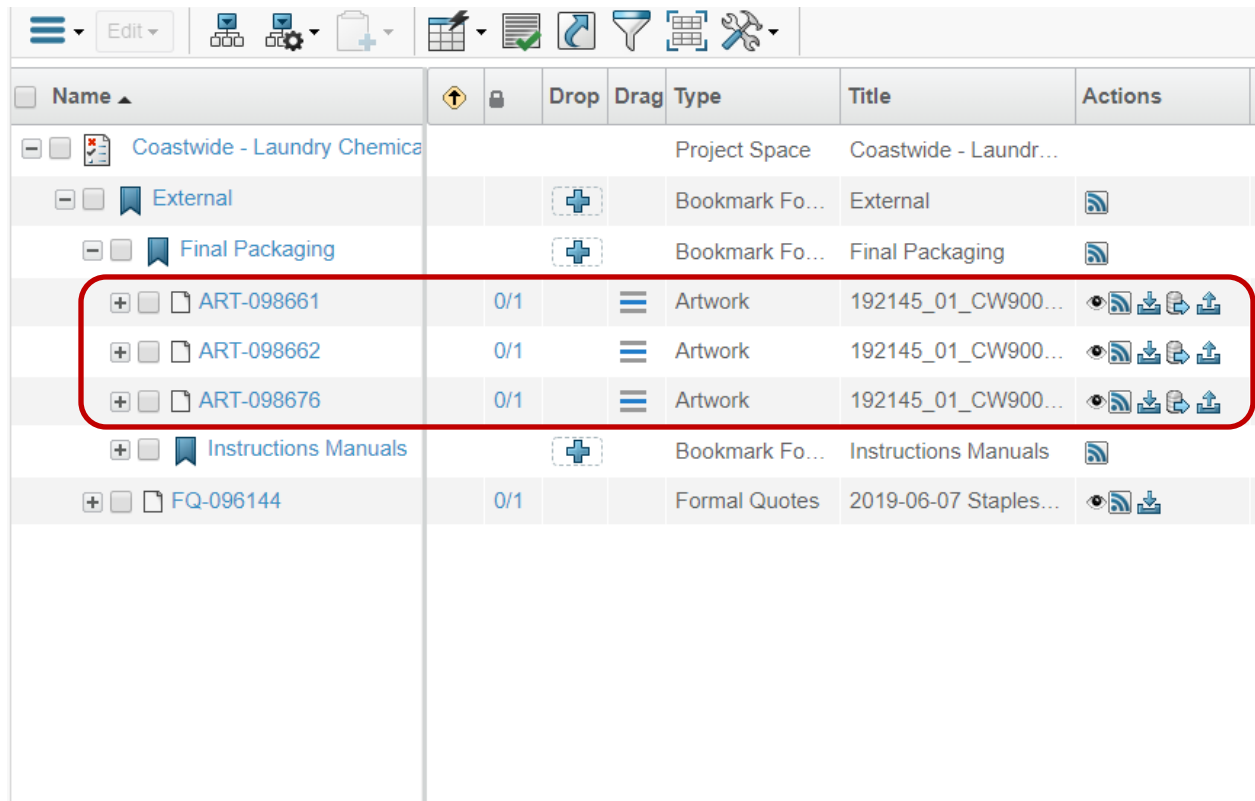 Edit
Name Drop Drag Type Title Actions
Coastwide - Laundry Chemica Project Space Coastwide - Laundr...
External Bookmark Fo... External
Final Packaging Bookmark Fo... Final Packaging
ART-098661 0/1 Artwork 192145_01_CW900...
ART-098662 0/1 Artwork 192145_01_CW900...
ART-098676 0/1 Artwork 192145_01_CW900...
Instructions Manuals Bookmark Fo... Instructions Manuals
FQ-096144 0/1 Formal Quotes 2019-06-07 Staples...